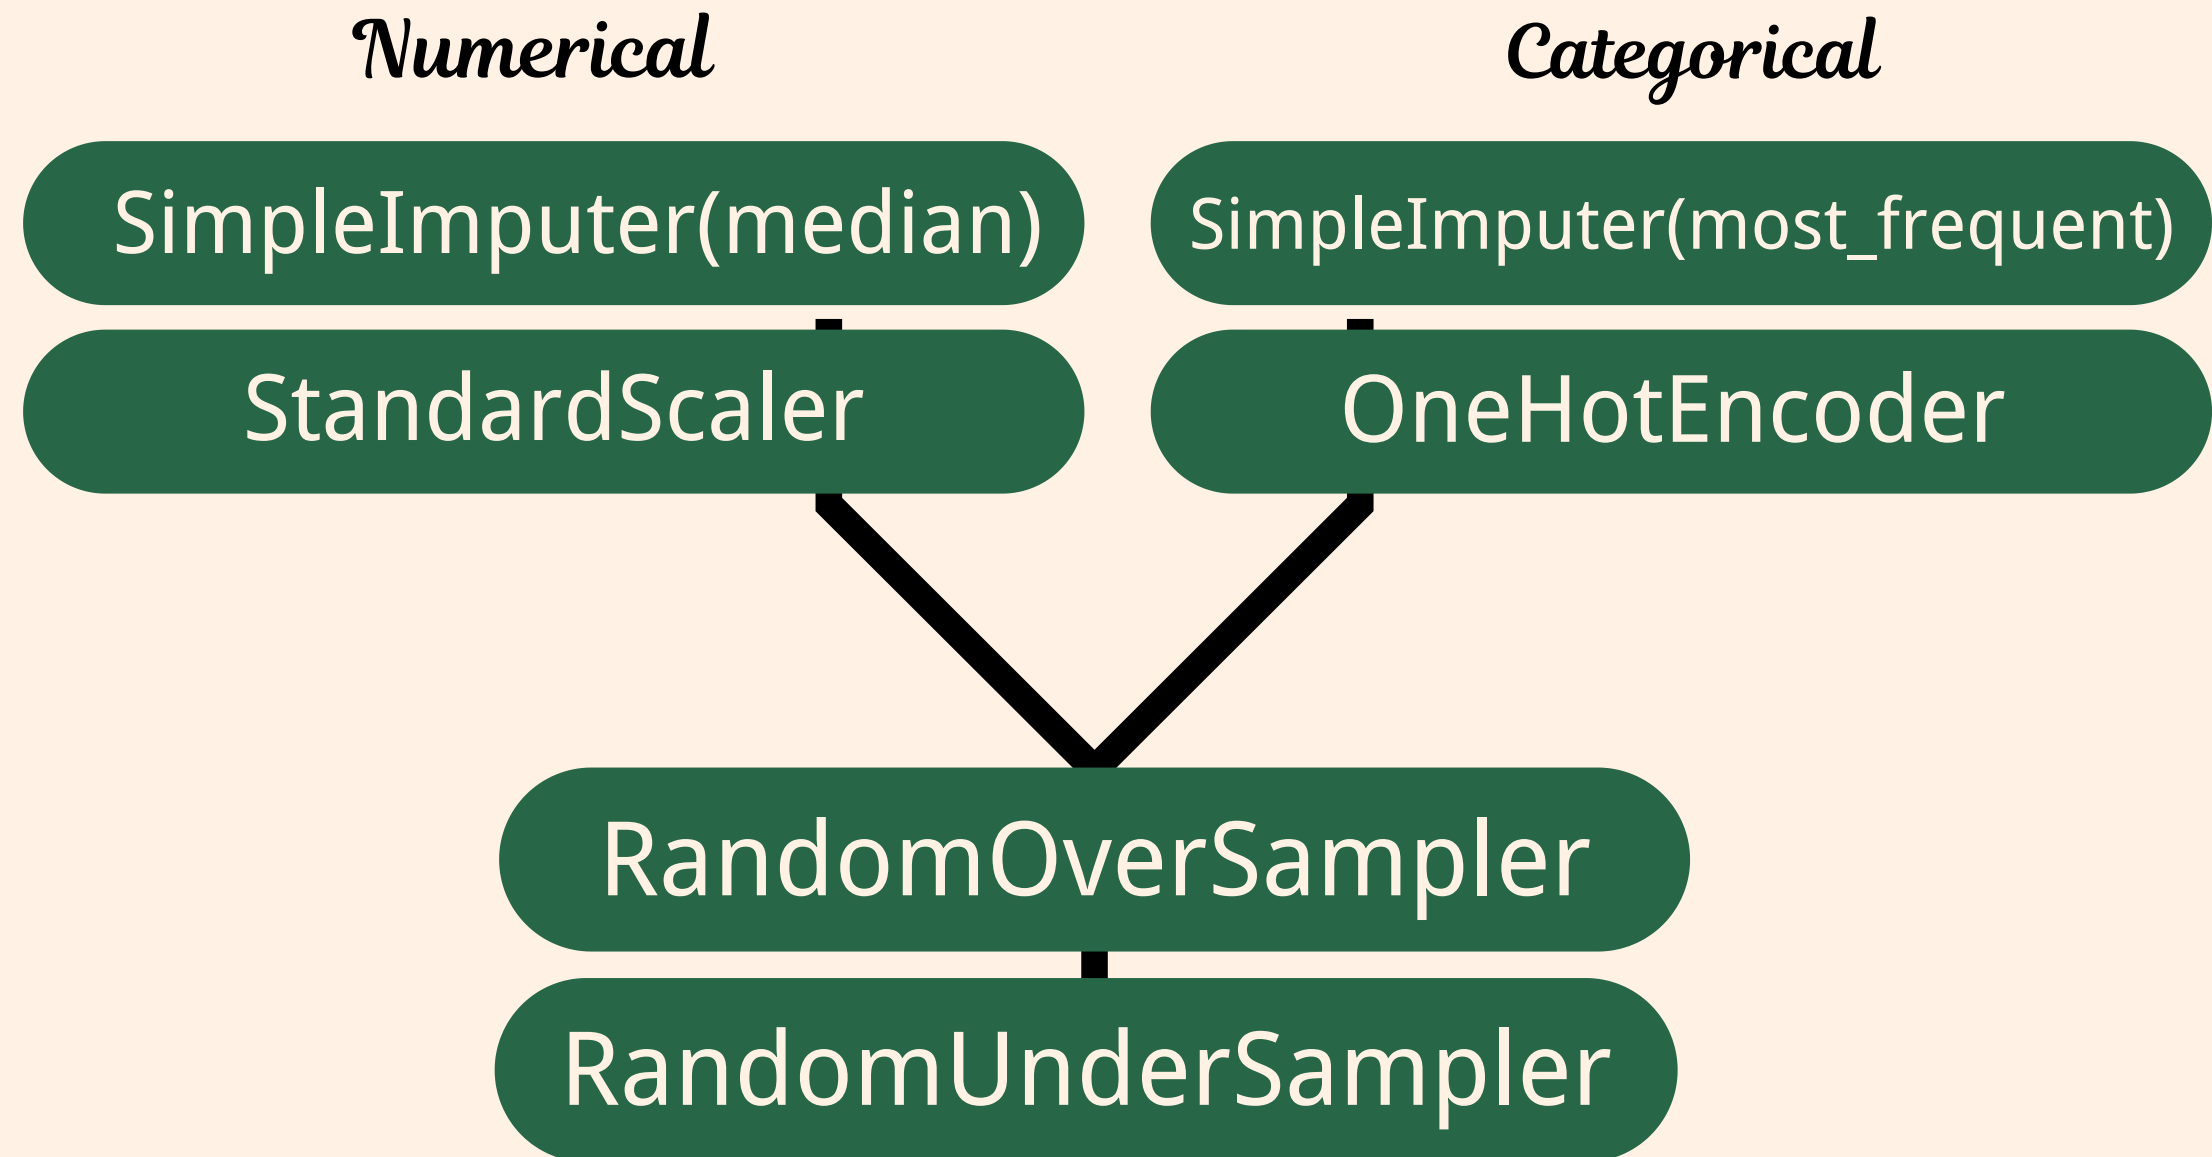 Numerical
Categorical
SimpleImputer(median)
SimpleImputer(most_frequent)
StandardScaler
OneHotEncoder
RandomOverSampler
RandomUnderSampler